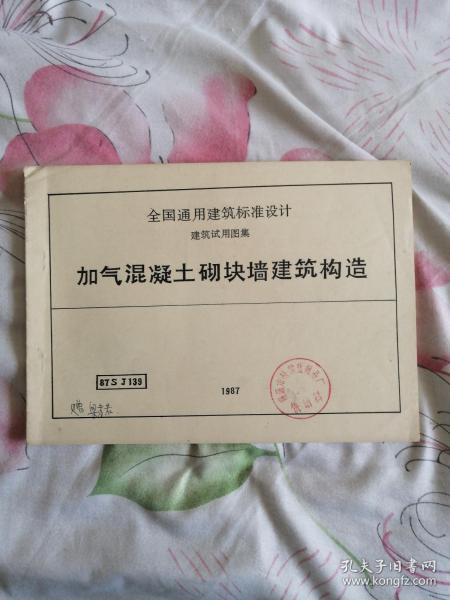 全国通用建筑标准设计
建筑试用图集
加气混凝土砌块墙建筑构造
87SJ139
1987
赠
孔夫子旧书网
www.kongfz.com